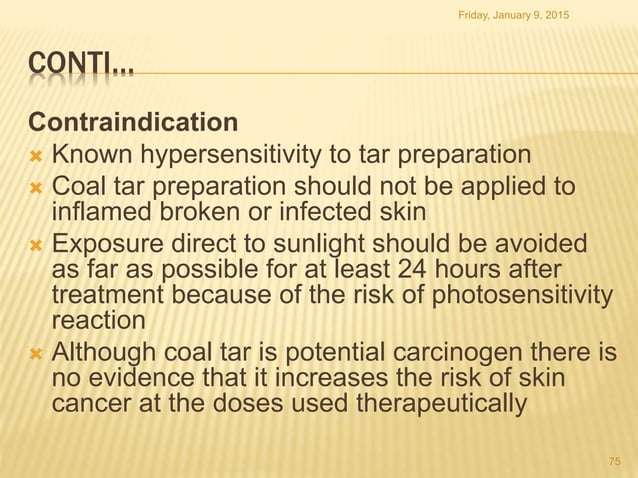 Friday, January 9, 2015
CONTI...
Contraindication
Known hypersensitivity to tar preparation
Coal tar preparation should not be applied to
inflamed broken or infected skin
Exposure direct to sunlight should be avoided
as far as possible for at least 24 hours after
treatment because of the risk of photosensitivity
reaction
Although coal tar is potential carcinogen there is
no evidence that it increases the risk of skin
cancer at the doses used therapeutically
75